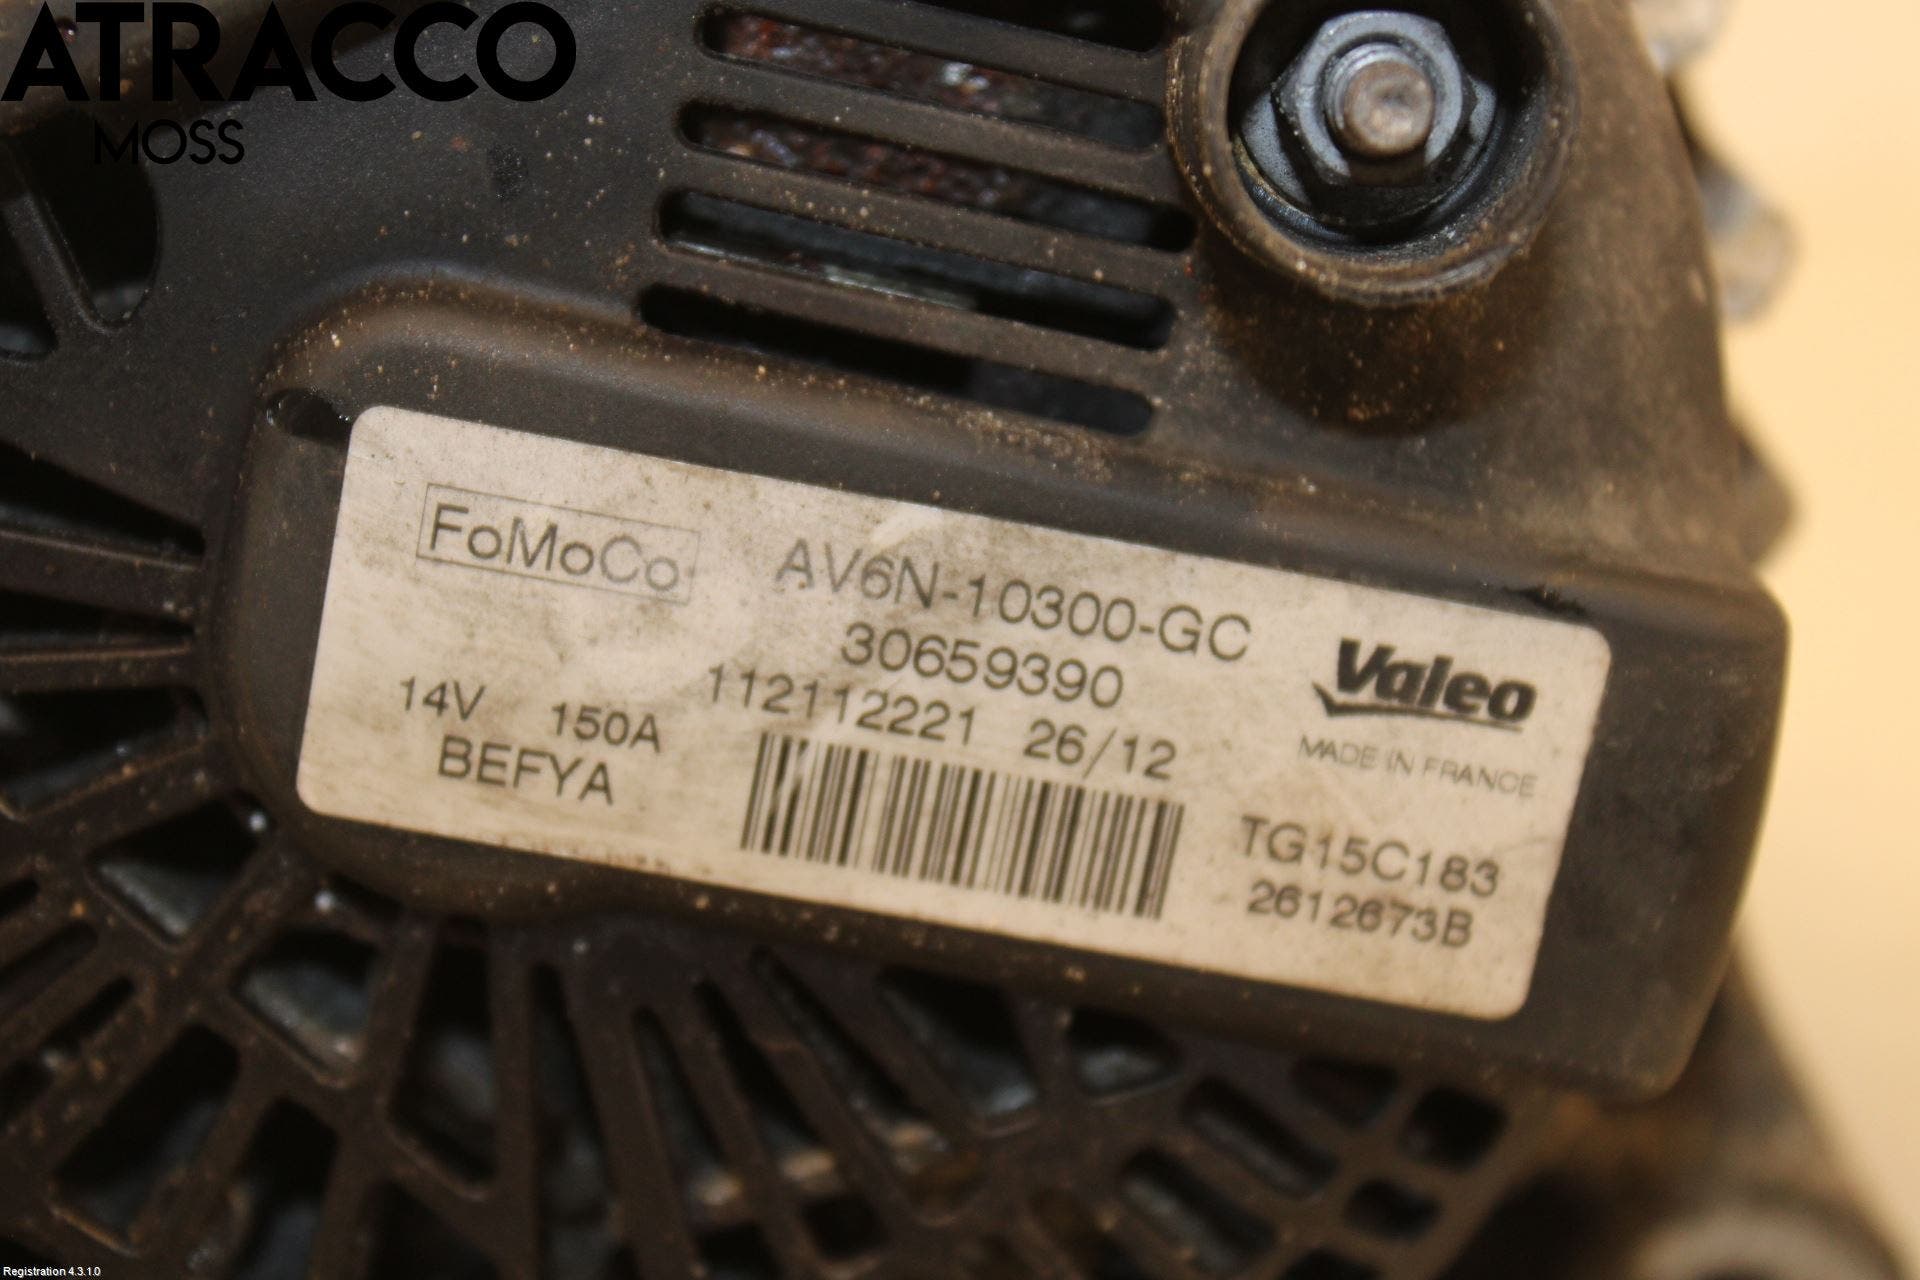 ATRACCO
MOSS
FoMoCo
AV6N-10300-GC
30659390
Valeo
14V 150A
112112221 26/12
MADE IN FRANCE
BEFYA
TG15C183
2612673B
Registration 4.3.1.0